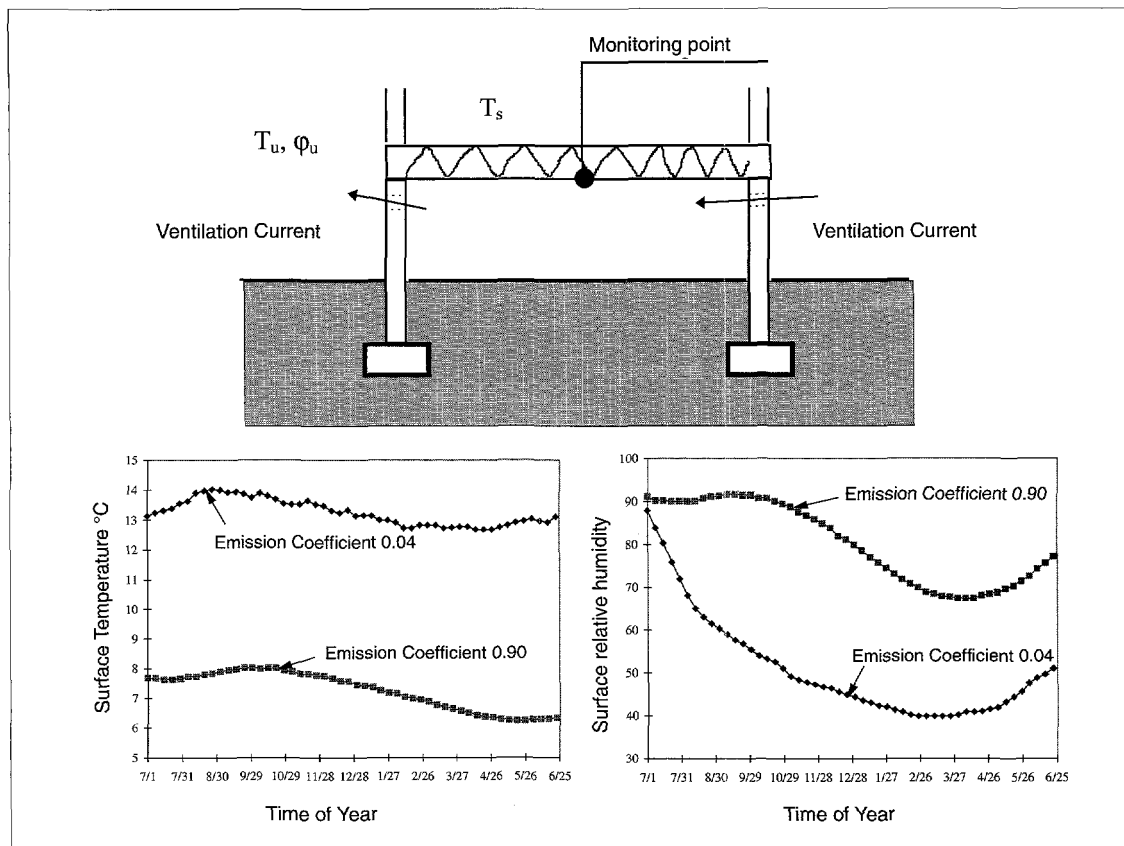 Monitoring point
T_s
T_u, φ_u
Ventilation Current
Ventilation Current
Surface Temperature °C
15
14
13
12
11
10
9
8
7
6
5
Emission Coefficient 0.04
Emission Coefficient 0.90
7/1 7/31 8/30 9/29 10/29 11/28 12/28 1/27 2/26 3/27 4/26 5/26 6/25
Time of Year
Surface relative humidity
100
90
80
70
60
50
40
30
Emission Coefficient 0.90
Emission Coefficient 0.04
7/1 7/31 8/30 9/29 10/29 11/28 12/28 1/27 2/26 3/27 4/26 5/26 6/25
Time of Year